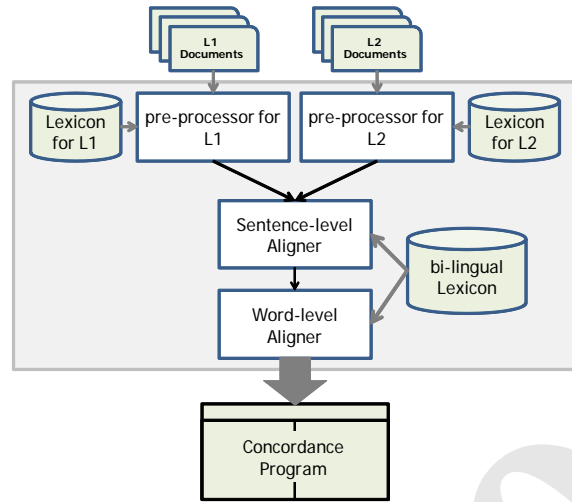 L1
Documents
L2
Documents
Lexicon
for L1
pre-processor for
L1
pre-processor for
L2
Lexicon
for L2
Sentence-level
Aligner
bi-lingual
Lexicon
Word-level
Aligner
Concordance
Program